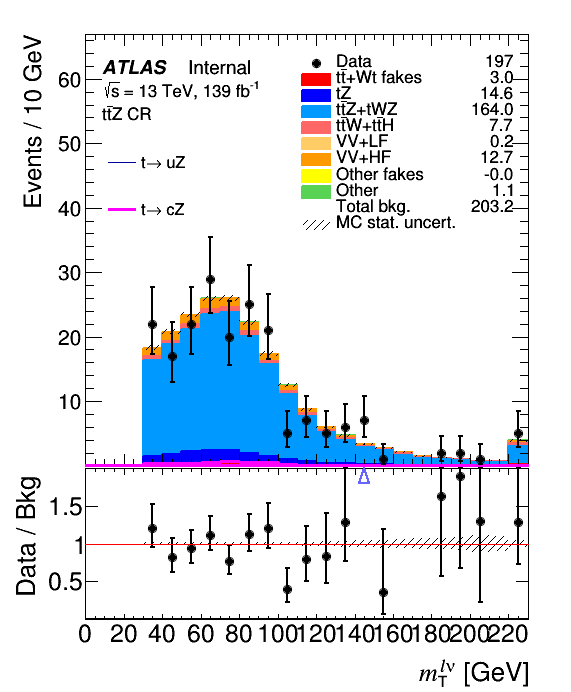 ATLAS Internal
√s = 13 TeV, 139 fb⁻¹
tt̄Z CR
t→ uZ
t→ cZ
Data 197
tt̄+Wt fakes 3.0
tZ 14.6
tt̄Z+tWZ 164.0
tt̄W+tt̄H 7.7
VV+LF 0.2
VV+HF 12.7
Other fakes -0.0
Other 1.1
Total bkg. 203.2
MC stat. uncert.
Events / 10 GeV
60
50
40
30
20
10
Data / Bkg
1.5
1
0.5
0 20 40 60 80 100 120 140 160 180 200 220
m_T^{lν} [GeV]